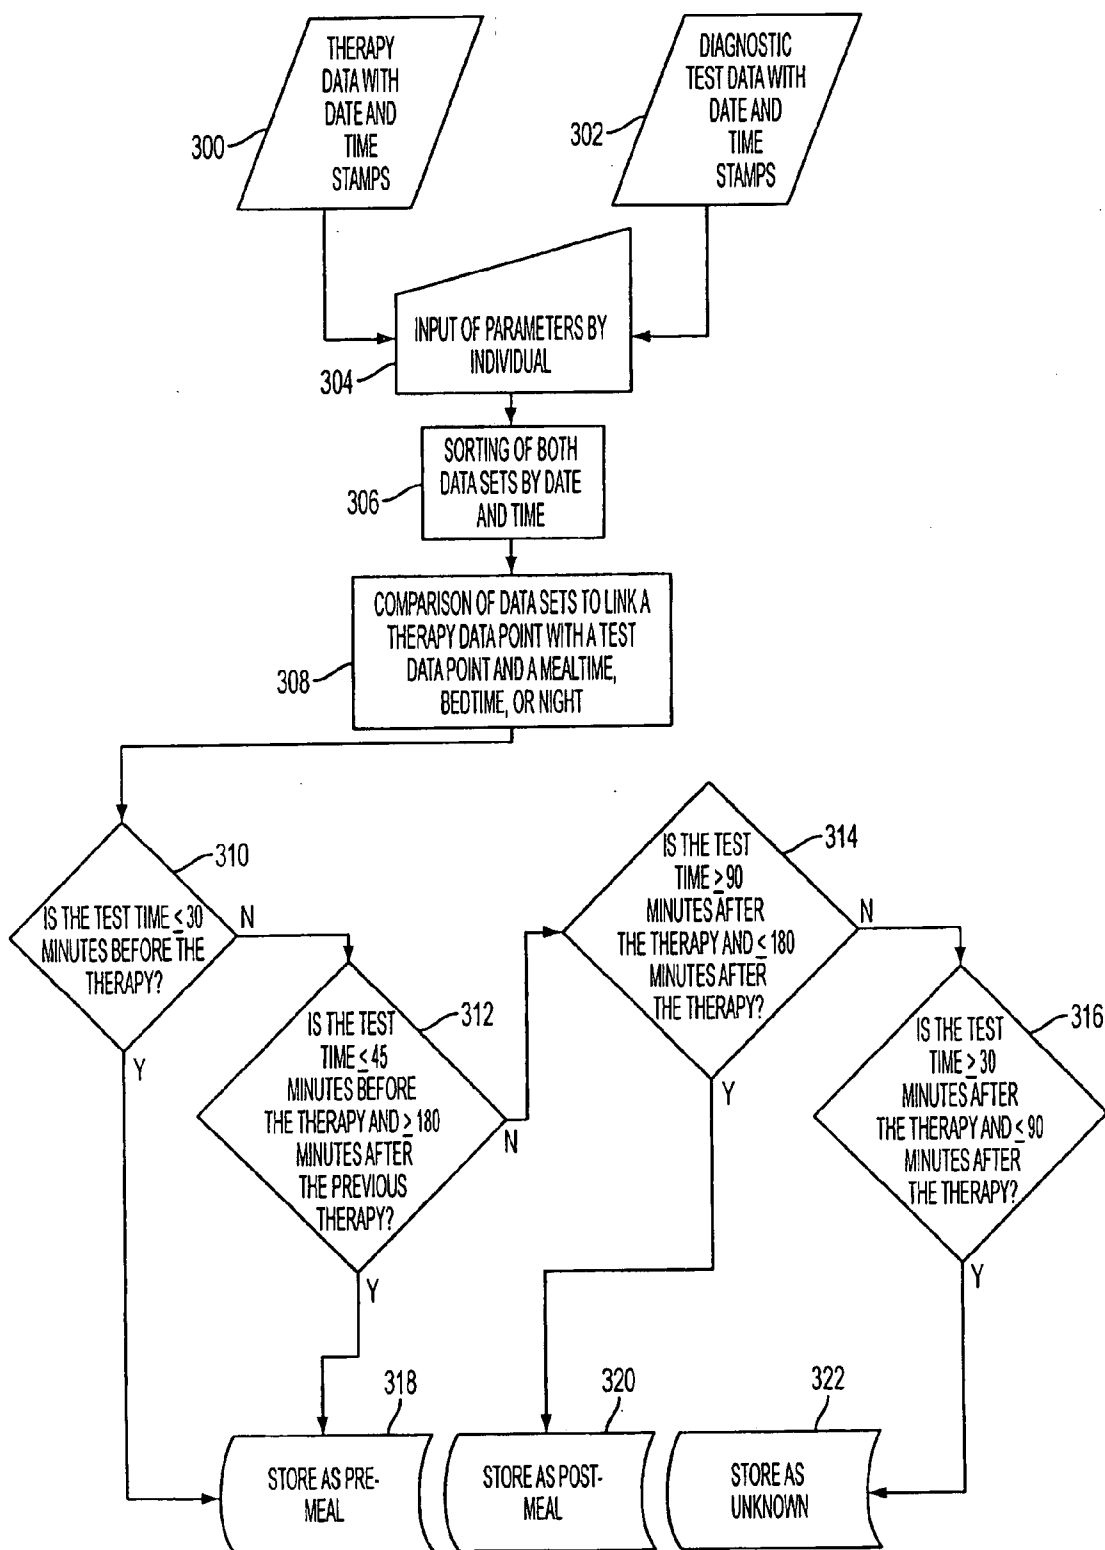 THERAPY
DATA WITH
DATE AND
TIME
STAMPS
300
DIAGNOSTIC
TEST DATA WITH
DATE AND
TIME
STAMPS
302
INPUT OF PARAMETERS BY
INDIVIDUAL
304
SORTING OF BOTH
DATA SETS BY DATE
AND TIME
306
COMPARISON OF DATA SETS TO LINK A
THERAPY DATA POINT WITH A TEST
DATA POINT AND A MEALTIME,
BEDTIME, OR NIGHT
308
310
IS THE TEST TIME ≤ 30
MINUTES BEFORE THE
THERAPY?
N
Y
312
IS THE TEST
TIME ≤ 45
MINUTES BEFORE
THE THERAPY AND ≥ 180
MINUTES AFTER
THE PREVIOUS
THERAPY?
N
Y
314
IS THE TEST
TIME ≥ 90
MINUTES AFTER
THE THERAPY AND ≤ 180
MINUTES AFTER
THE THERAPY?
N
Y
316
IS THE TEST
TIME ≥ 30
MINUTES AFTER
THE THERAPY AND ≤ 90
MINUTES AFTER
THE THERAPY?
Y
318
STORE AS PRE-
MEAL
320
STORE AS POST-
MEAL
322
STORE AS
UNKNOWN